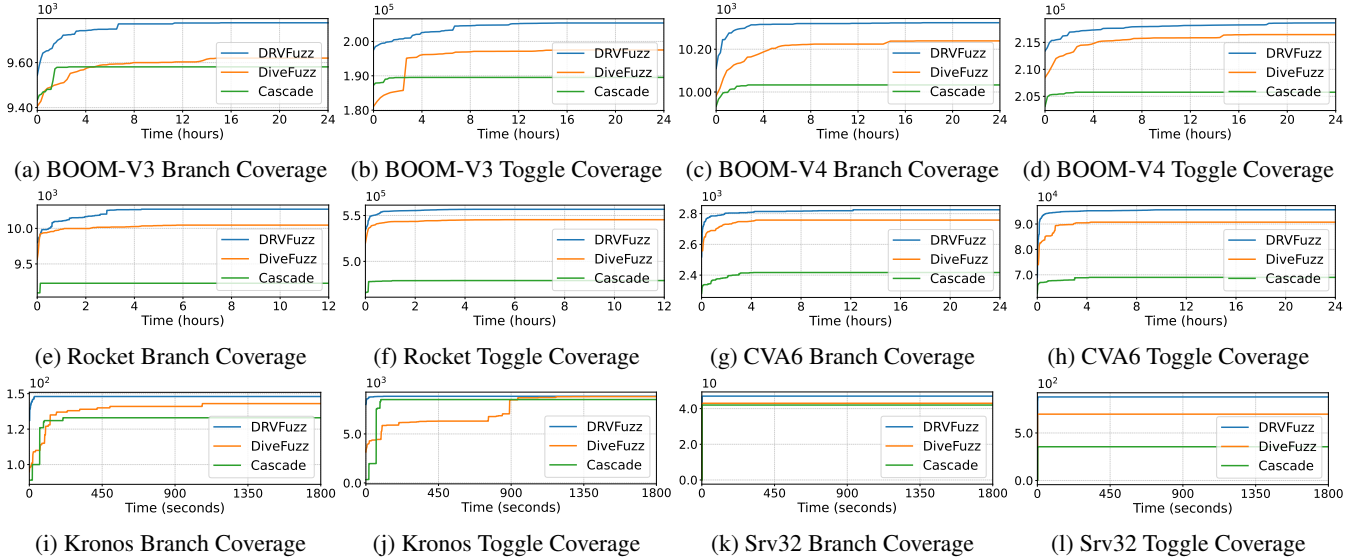 10³
9.80
9.60
9.40
DRVFuzz
DiveFuzz
Cascade
0 4 8 12 16 20 24
Time (hours)
(a) BOOM-V3 Branch Coverage
10⁵
2.00
1.90
1.80
DRVFuzz
DiveFuzz
Cascade
0 4 8 12 16 20 24
Time (hours)
(b) BOOM-V3 Toggle Coverage
10³
10.20
10.00
DRVFuzz
DiveFuzz
Cascade
0 4 8 12 16 20 24
Time (hours)
(c) BOOM-V4 Branch Coverage
10⁵
2.15
2.10
2.05
DRVFuzz
DiveFuzz
Cascade
0 4 8 12 16 20 24
Time (hours)
(d) BOOM-V4 Toggle Coverage
10³
10.0
9.5
DRVFuzz
DiveFuzz
Cascade
0 2 4 6 8 10 12
Time (hours)
(e) Rocket Branch Coverage
10⁵
5.5
5.0
DRVFuzz
DiveFuzz
Cascade
0 2 4 6 8 10 12
Time (hours)
(f) Rocket Toggle Coverage
10³
2.8
2.6
2.4
DRVFuzz
DiveFuzz
Cascade
0 4 8 12 16 20 24
Time (hours)
(g) CVA6 Branch Coverage
10⁴
9.0
8.0
7.0
DRVFuzz
DiveFuzz
Cascade
0 4 8 12 16 20 24
Time (hours)
(h) CVA6 Toggle Coverage
10²
1.5
1.2
1.0
DRVFuzz
DiveFuzz
Cascade
0 450 900 1350 1800
Time (seconds)
(i) Kronos Branch Coverage
10³
5.0
0.0
DRVFuzz
DiveFuzz
Cascade
0 450 900 1350 1800
Time (seconds)
(j) Kronos Toggle Coverage
10
4.0
2.0
0.0
DRVFuzz
DiveFuzz
Cascade
0 450 900 1350 1800
Time (seconds)
(k) Srv32 Branch Coverage
10²
5.0
0.0
DRVFuzz
DiveFuzz
Cascade
0 450 900 1350 1800
Time (seconds)
(l) Srv32 Toggle Coverage